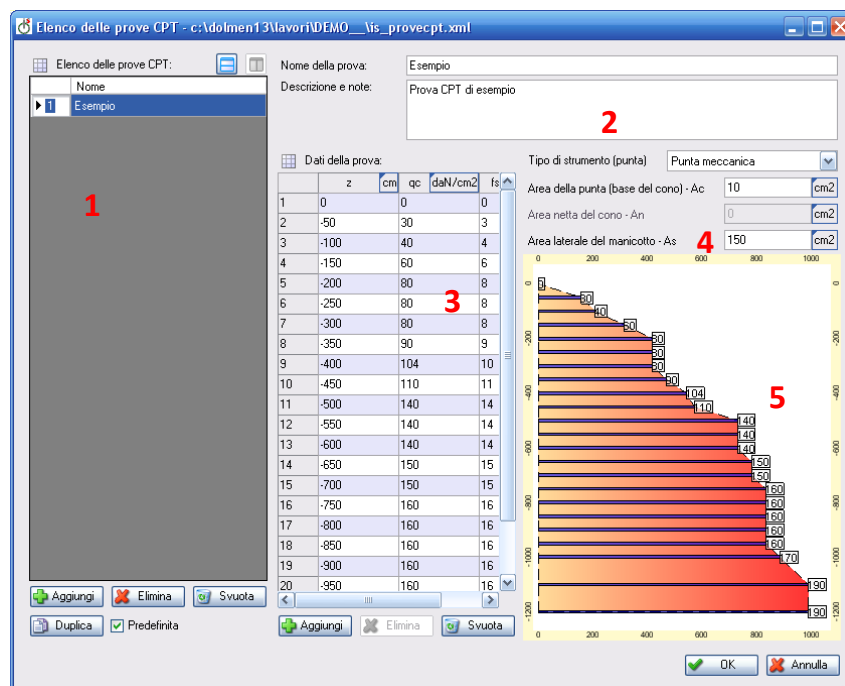 Elenco delle prove CPT - c:\dolmen13\lavori\DEMO__\is_provecpt.xml
Elenco delle prove CPT:
Nome
1 Esempio
1
Aggiungi Elimina Svuota
Duplica Predefinita
Nome della prova: Esempio
Descrizione e note: Prova CPT di esempio
2
Dati della prova:
z cm qc daN/cm2 fs
1 0 0 0
2 -50 30 3
3 -100 40 4
4 -150 60 6
5 -200 80 8
6 -250 80 8
7 -300 80 8
8 -350 90 9
9 -400 104 10
10 -450 110 11
11 -500 140 14
12 -550 140 14
13 -600 140 14
14 -650 150 15
15 -700 150 15
16 -750 160 16
17 -800 160 16
18 -850 160 16
19 -900 160 16
20 -950 160 16
3
Aggiungi Elimina Svuota
Tipo di strumento (punta) Punta meccanica
Area della punta (base del cono) - Ac 10 cm2
Area netta del cono - An 0 cm2
Area laterale del manicotto - As 150 cm2
4
0 200 400 600 800 1000
0 -200 -400 -600 -800 -1000 -1200
0
30
40
60
80
80
80
90
104
110
140
140
140
150
150
160
160
160
160
160
170
190
190
5
0 -200 -400 -600 -800 -1000 -1200
0 200 400 600 800 1000
OK Annulla